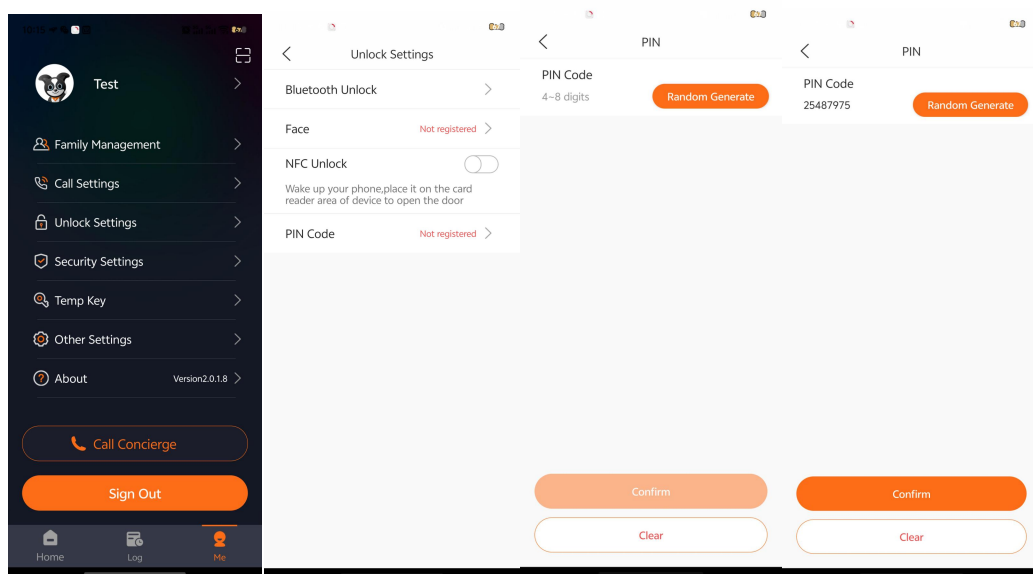 Test
Family Management
Call Settings
Unlock Settings
Security Settings
Temp Key
Other Settings
About
Version2.0.1.8
Call Concierge
Sign Out
Home
Log
Me
Unlock Settings
Bluetooth Unlock
Face
Not registered
NFC Unlock
Wake up your phone,place it on the card
reader area of device to open the door
PIN Code
Not registered
PIN
PIN Code
4~8 digits
Random Generate
Confirm
Clear
PIN
PIN Code
25487975
Random Generate
Confirm
Clear